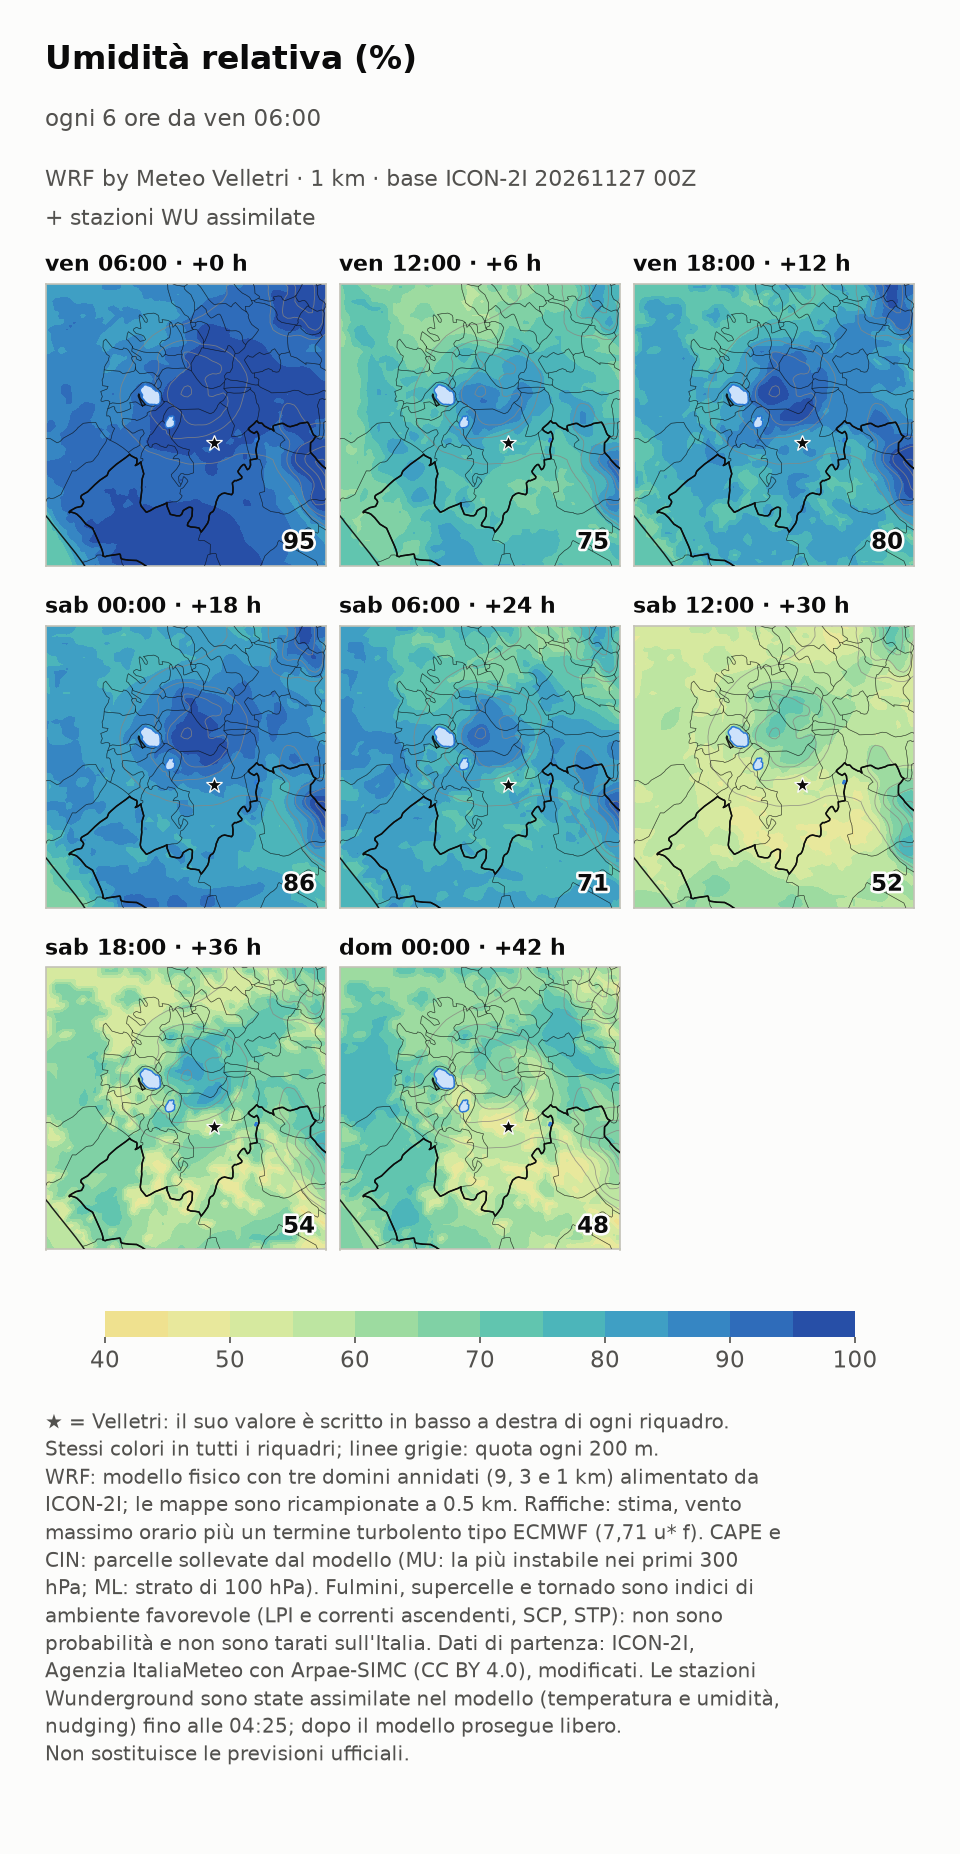 Umidità relativa (%)
ogni 6 ore da ven 06:00
WRF by Meteo Velletri · 1 km · base ICON-2I 20261127 00Z
+ stazioni WU assimilate
ven 06:00 · +0 h
ven 12:00 · +6 h
ven 18:00 · +12 h
95
75
80
sab 00:00 · +18 h
sab 06:00 · +24 h
sab 12:00 · +30 h
86
71
52
sab 18:00 · +36 h
dom 00:00 · +42 h
54
48
40 50 60 70 80 90 100
★ = Velletri: il suo valore è scritto in basso a destra di ogni riquadro.
Stessi colori in tutti i riquadri; linee grigie: quota ogni 200 m.
WRF: modello fisico con tre domini annidati (9, 3 e 1 km) alimentato da
ICON-2I; le mappe sono ricampionate a 0.5 km. Raffiche: stima, vento
massimo orario più un termine turbolento tipo ECMWF (7,71 u* f). CAPE e
CIN: parcelle sollevate dal modello (MU: la più instabile nei primi 300
hPa; ML: strato di 100 hPa). Fulmini, supercelle e tornado sono indici di
ambiente favorevole (LPI e correnti ascendenti, SCP, STP): non sono
probabilità e non sono tarati sull'Italia. Dati di partenza: ICON-2I,
Agenzia ItaliaMeteo con Arpae-SIMC (CC BY 4.0), modificati. Le stazioni
Wunderground sono state assimilate nel modello (temperatura e umidità,
nudging) fino alle 04:25; dopo il modello prosegue libero.
Non sostituisce le previsioni ufficiali.